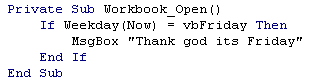 Private Sub Workbook_Open()
    If Weekday(Now) = vbFriday Then
        MsgBox "Thank god its Friday"
    End If
End Sub